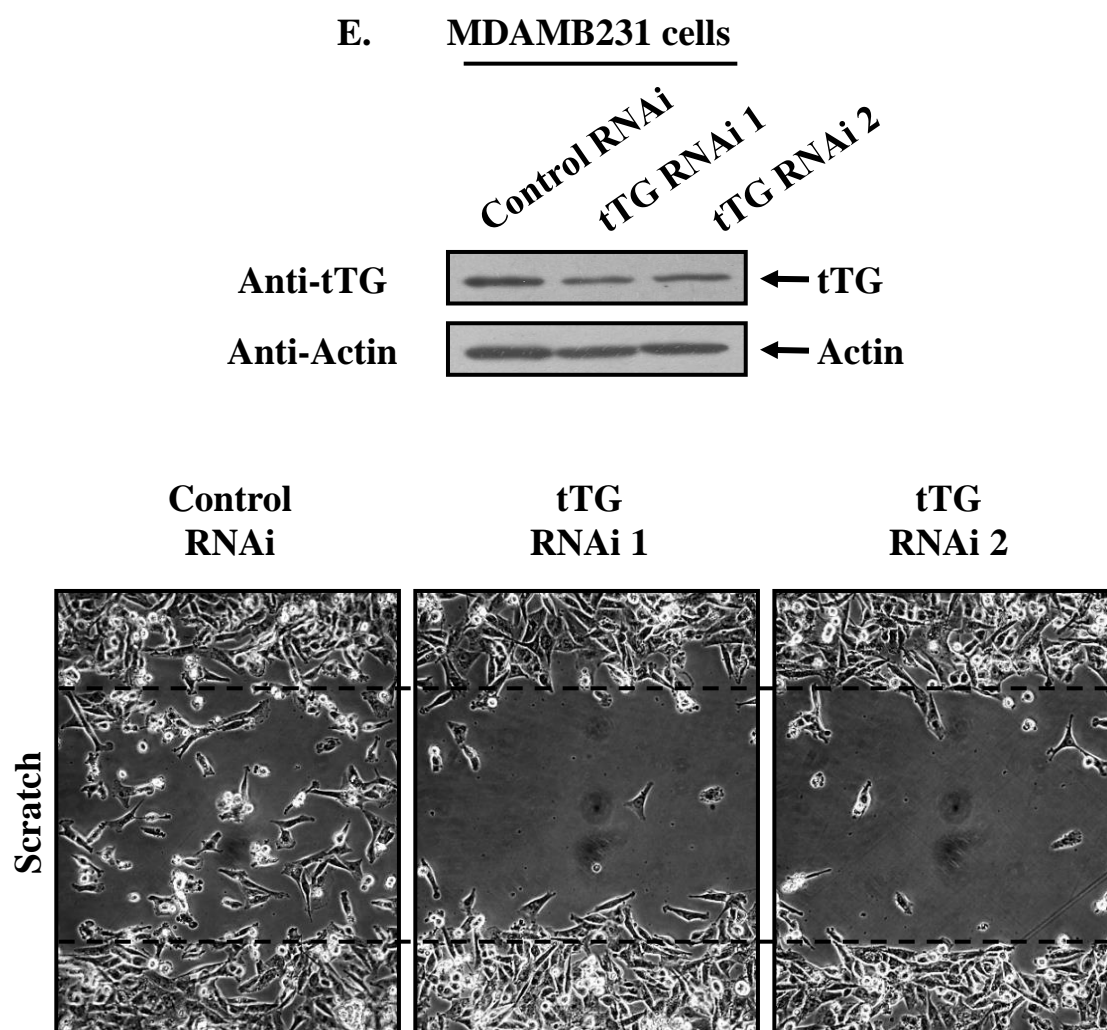 E. MDAMB231 cells
Control RNAi
tTG RNAi 1
tTG RNAi 2
Anti-tTG tTG
Anti-Actin Actin
Control RNAi
tTG RNAi 1
tTG RNAi 2
Scratch